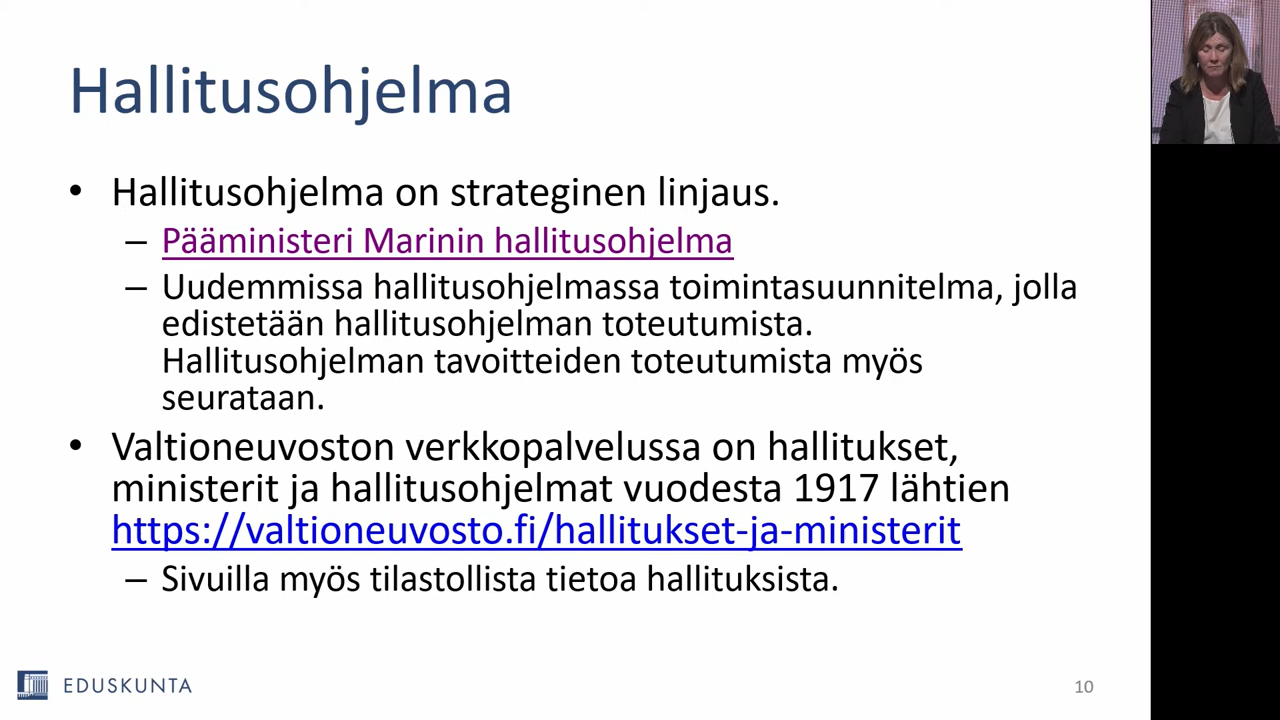 Hallitusohjelma
• Hallitusohjelma on strateginen linjaus.
– Pääministeri Marinin hallitusohjelma
– Uudemmissa hallitusohjelmassa toimintasuunnitelma, jolla
edistetään hallitusohjelman toteutumista.
Hallitusohjelman tavoitteiden toteutumista myös
seurataan.
• Valtioneuvoston verkkopalvelussa on hallitukset,
ministerit ja hallitusohjelmat vuodesta 1917 lähtien
https://valtioneuvosto.fi/hallitukset-ja-ministerit
– Sivuilla myös tilastollista tietoa hallituksista.
EDUSKUNTA
10